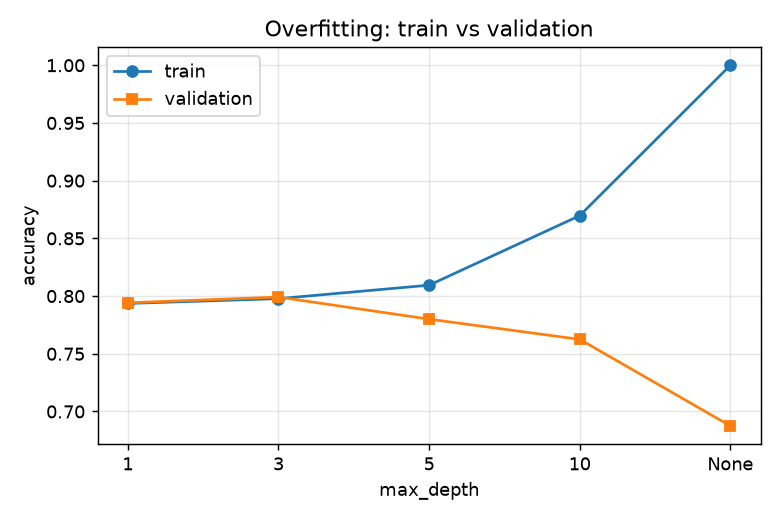 Overfitting: train vs validation
train
validation
accuracy
1.00
0.95
0.90
0.85
0.80
0.75
0.70
1 3 5 10 None
max_depth